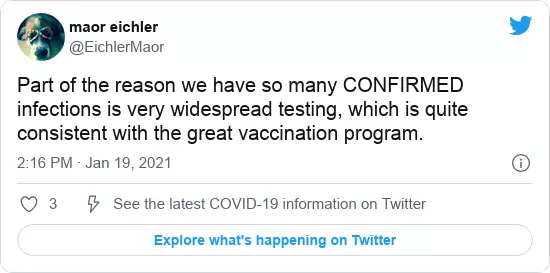 maor eichler
@EichlerMaor
Part of the reason we have so many CONFIRMED
infections is very widespread testing, which is quite
consistent with the great vaccination program.
2:16 PM · Jan 19, 2021
3 See the latest COVID-19 information on Twitter
Explore what's happening on Twitter